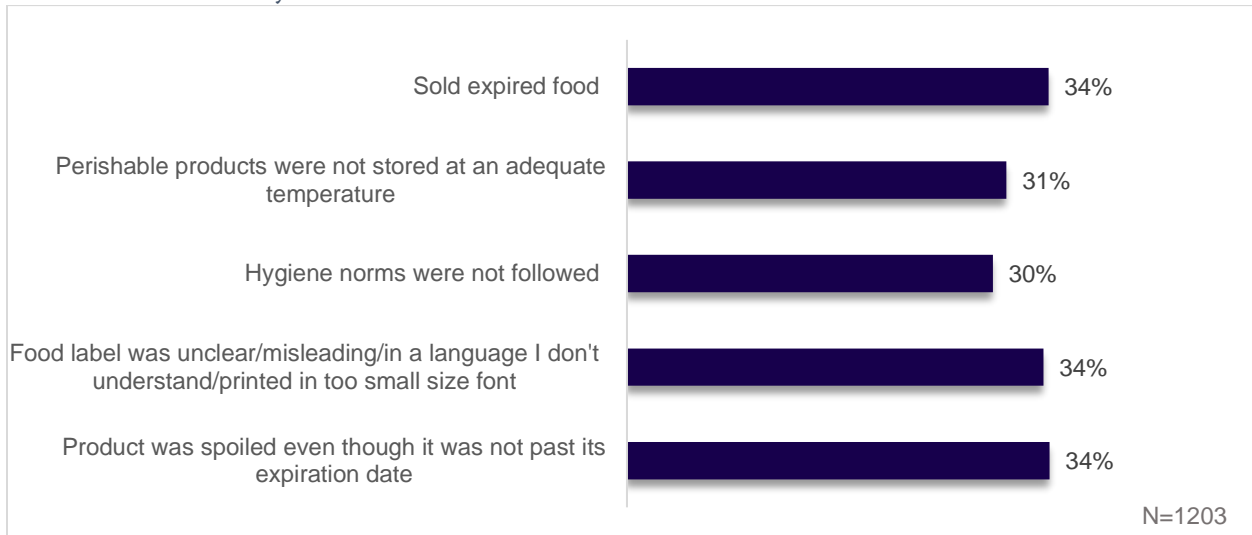 Sold expired food
34%
Perishable products were not stored at an adequate
temperature
31%
Hygiene norms were not followed
30%
Food label was unclear/misleading/in a language I don't
understand/printed in too small size font
34%
Product was spoiled even though it was not past its
expiration date
34%
N=1203